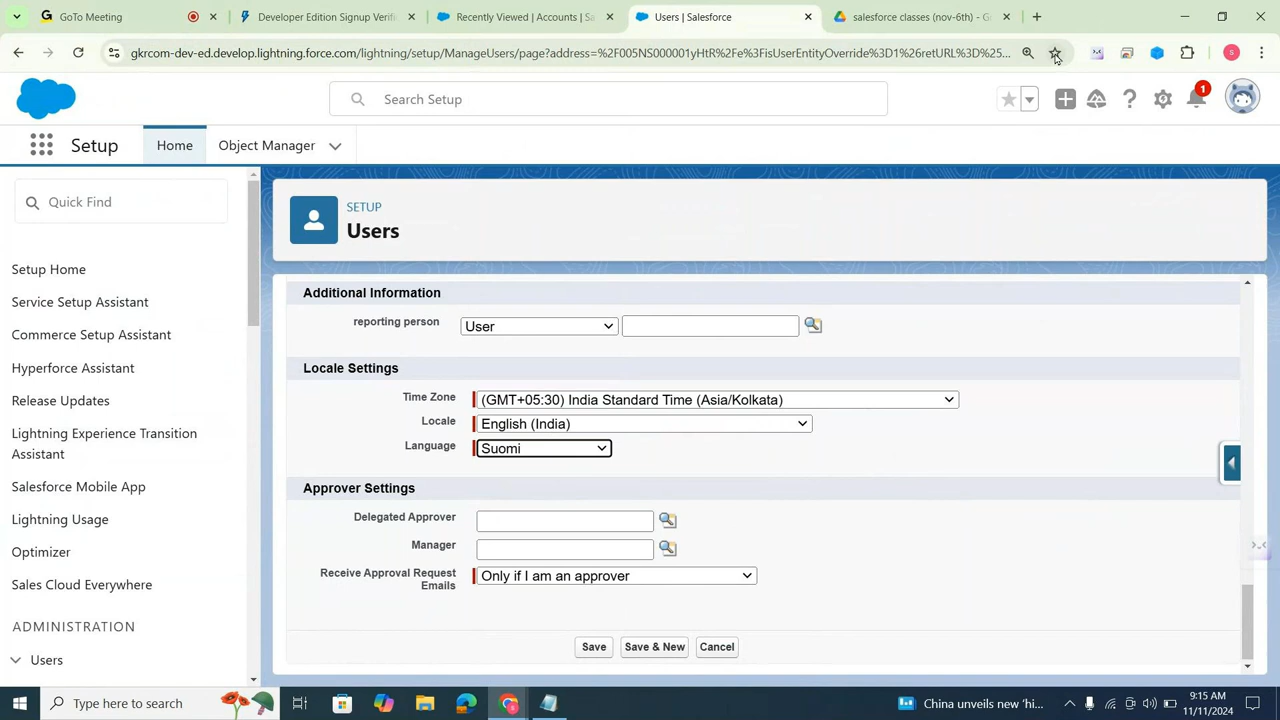 GoTo Meeting
Developer Edition Signup Verifi
Recently Viewed | Accounts | Sa
Users | Salesforce
salesforce classes (nov-6th) - G
gkrcom-dev-ed.develop.lightning.force.com/lightning/setup/ManageUsers/page?address=%2F005NS000001yHtR%2Fe%3FisUserEntityOverride%3D1%26retURL%3D%25...
S
Search Setup
1
Setup
Home
Object Manager
Quick Find
SETUP
Users
Setup Home
Service Setup Assistant
Commerce Setup Assistant
Hyperforce Assistant
Release Updates
Lightning Experience Transition
Assistant
Salesforce Mobile App
Lightning Usage
Optimizer
Sales Cloud Everywhere
ADMINISTRATION
Users
Additional Information
reporting person
User
Locale Settings
Time Zone
(GMT+05:30) India Standard Time (Asia/Kolkata)
Locale
English (India)
Language
Suomi
Approver Settings
Delegated Approver
Manager
Receive Approval Request
Emails
Only if I am an approver
Save
Save & New
Cancel
Type here to search
China unveils new 'hi...
9:15 AM
11/11/2024